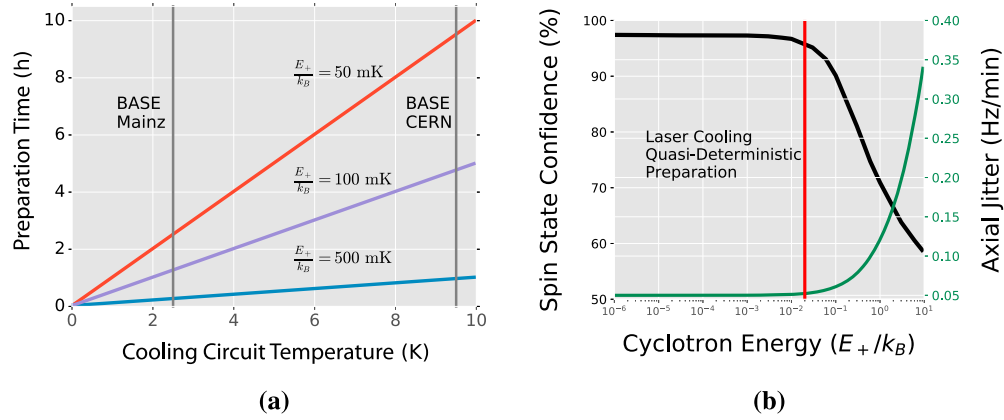 10
8
6
4
2
0
Preparation Time (h)
0
2
4
6
8
10
Cooling Circuit Temperature (K)
BASE
Mainz
BASE
CERN
E+/kB = 50 mK
E+/kB = 100 mK
E+/kB = 500 mK
(a)
100
90
80
70
60
50
Spin State Confidence (%)
0.40
0.35
0.30
0.25
0.20
0.15
0.10
0.05
Axial Jitter (Hz/min)
Laser Cooling
Quasi-Deterministic
Preparation
10⁻⁶
10⁻⁵
10⁻⁴
10⁻³
10⁻²
10⁻¹
10⁰
10¹
Cyclotron Energy (E+/kB)
(b)